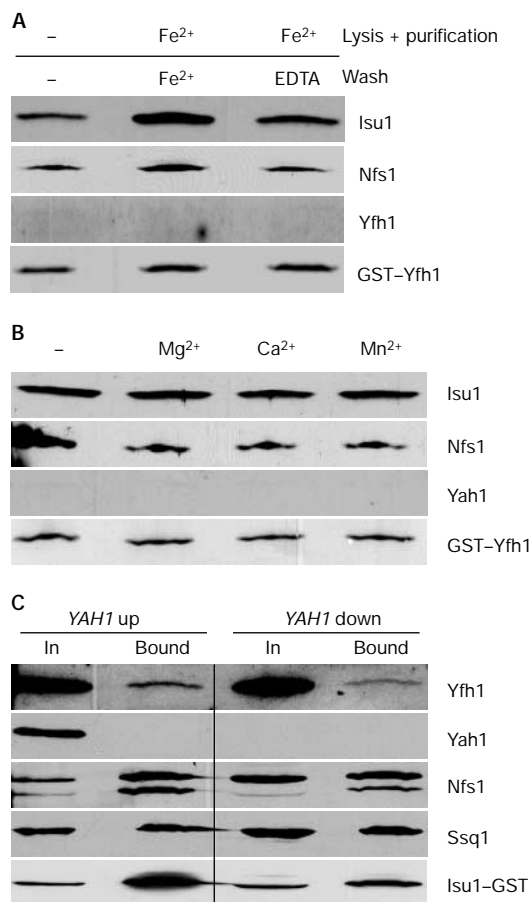 A
– Fe²⁺ Fe²⁺ Lysis + purification
– Fe²⁺ EDTA Wash
Isu1
Nfs1
Yfh1
GST–Yfh1
B
– Mg²⁺ Ca²⁺ Mn²⁺
Isu1
Nfs1
Yah1
GST–Yfh1
C
YAH1 up YAH1 down
In Bound In Bound
Yfh1
Yah1
Nfs1
Ssq1
Isu1–GST